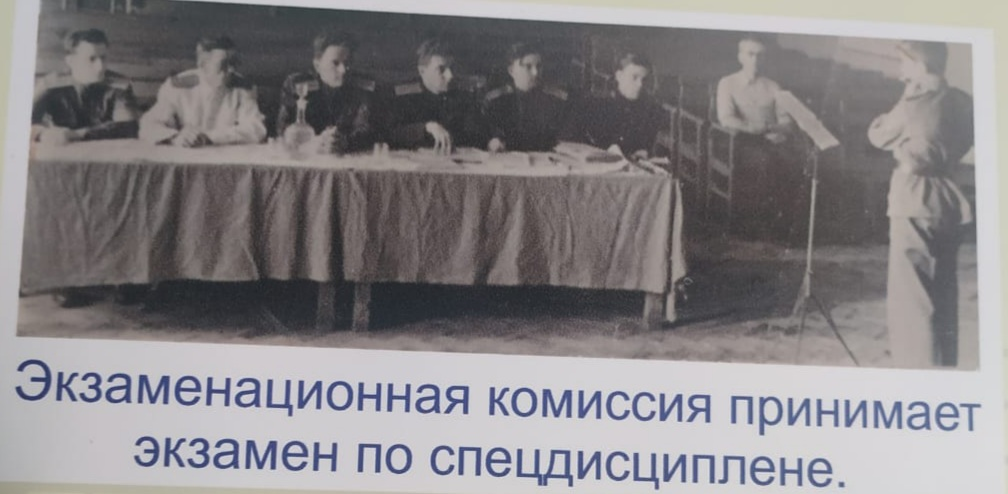 Экзаменационная комиссия принимает
экзамен по спецдисциплене.